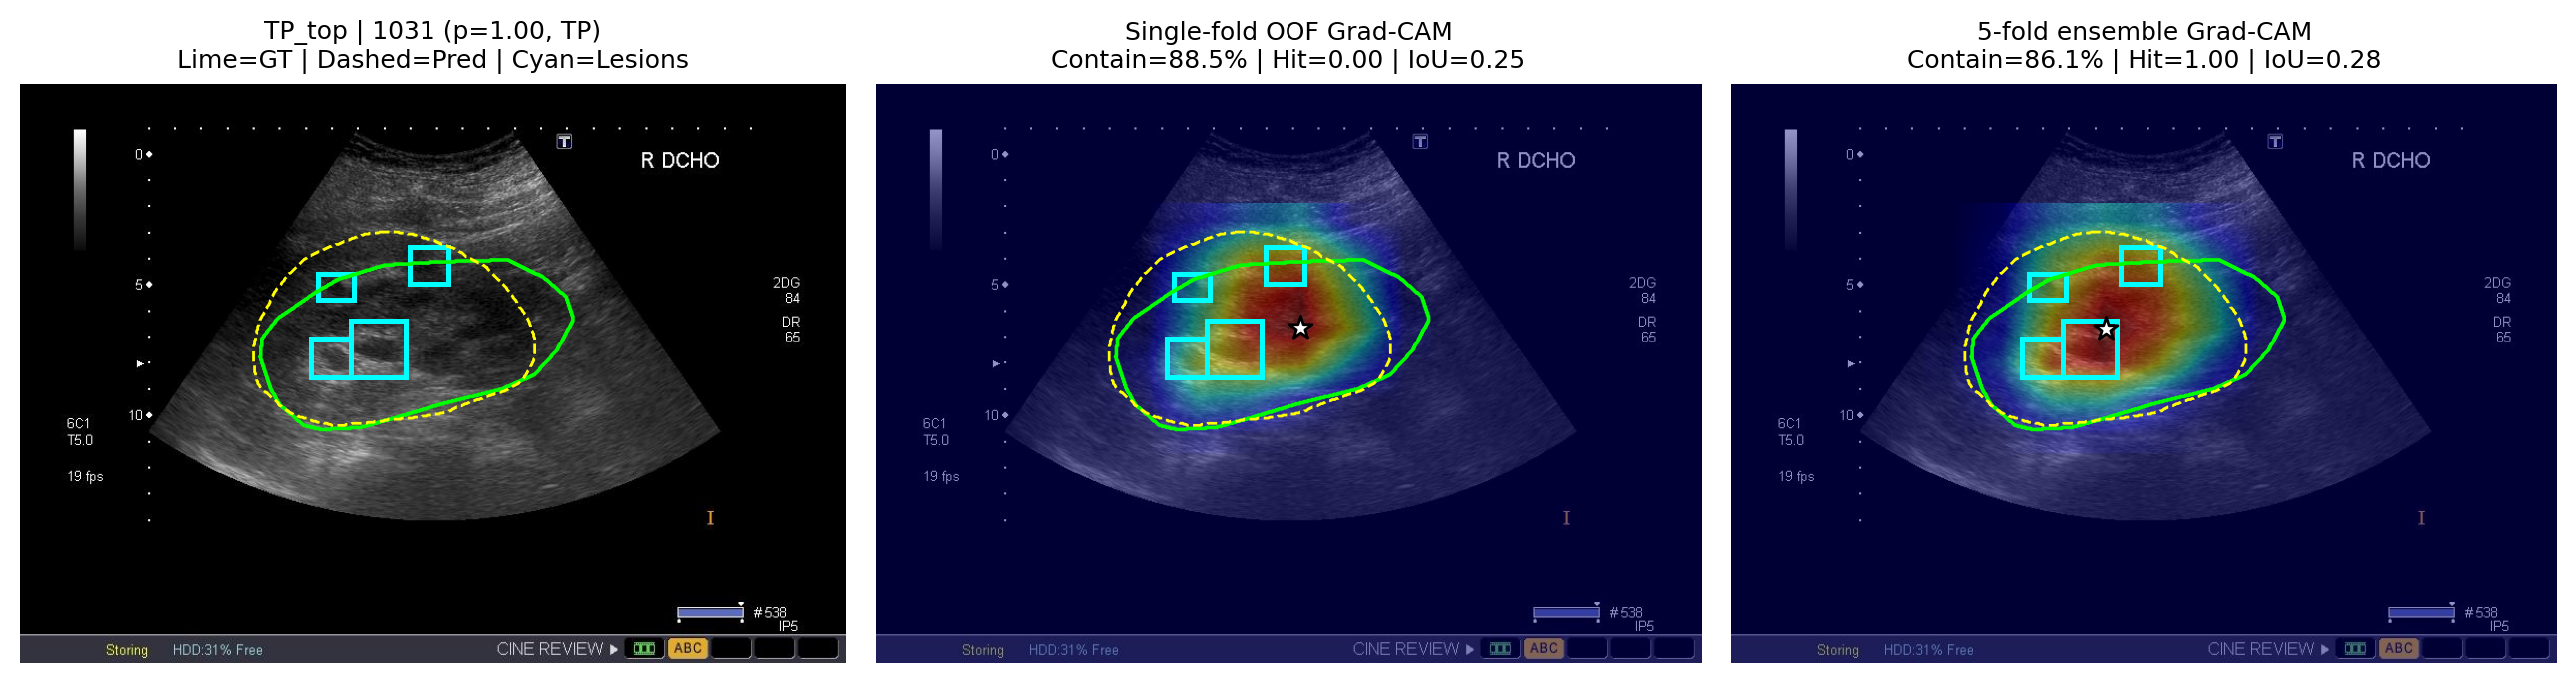 TP_top | 1031 (p=1.00, TP)
Lime=GT | Dashed=Pred | Cyan=Lesions
T
R DCHO
0
5
10
2DG
84
DR
65
6C1
T5.0
19 fps
I
#538
IP5
Storing HDD:31% Free CINE REVIEW ABC
Single-fold OOF Grad-CAM
Contain=88.5% | Hit=0.00 | IoU=0.25
T
R DCHO
0
5
10
2DG
84
DR
65
6C1
T5.0
19 fps
I
#538
IP5
Storing HDD:31% Free CINE REVIEW ABC
5-fold ensemble Grad-CAM
Contain=86.1% | Hit=1.00 | IoU=0.28
T
R DCHO
0
5
10
2DG
84
DR
65
6C1
T5.0
19 fps
I
#538
IP5
Storing HDD:31% Free CINE REVIEW ABC